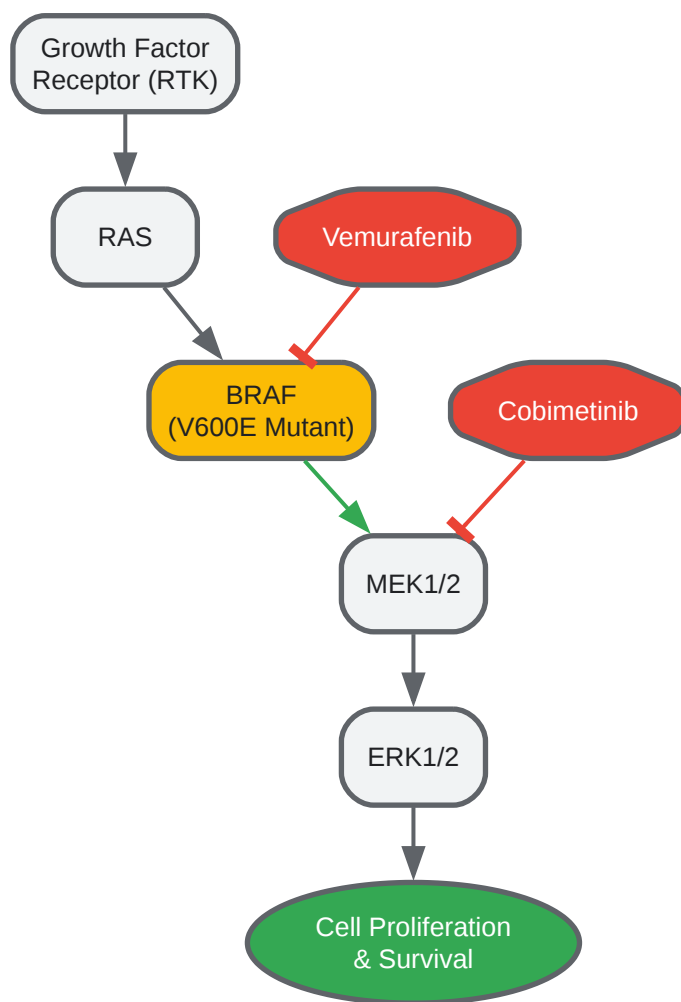 Growth Factor
Receptor (RTK)
RAS
Vemurafenib
BRAF
(V600E Mutant)
Cobimetinib
MEK1/2
ERK1/2
Cell Proliferation
& Survival